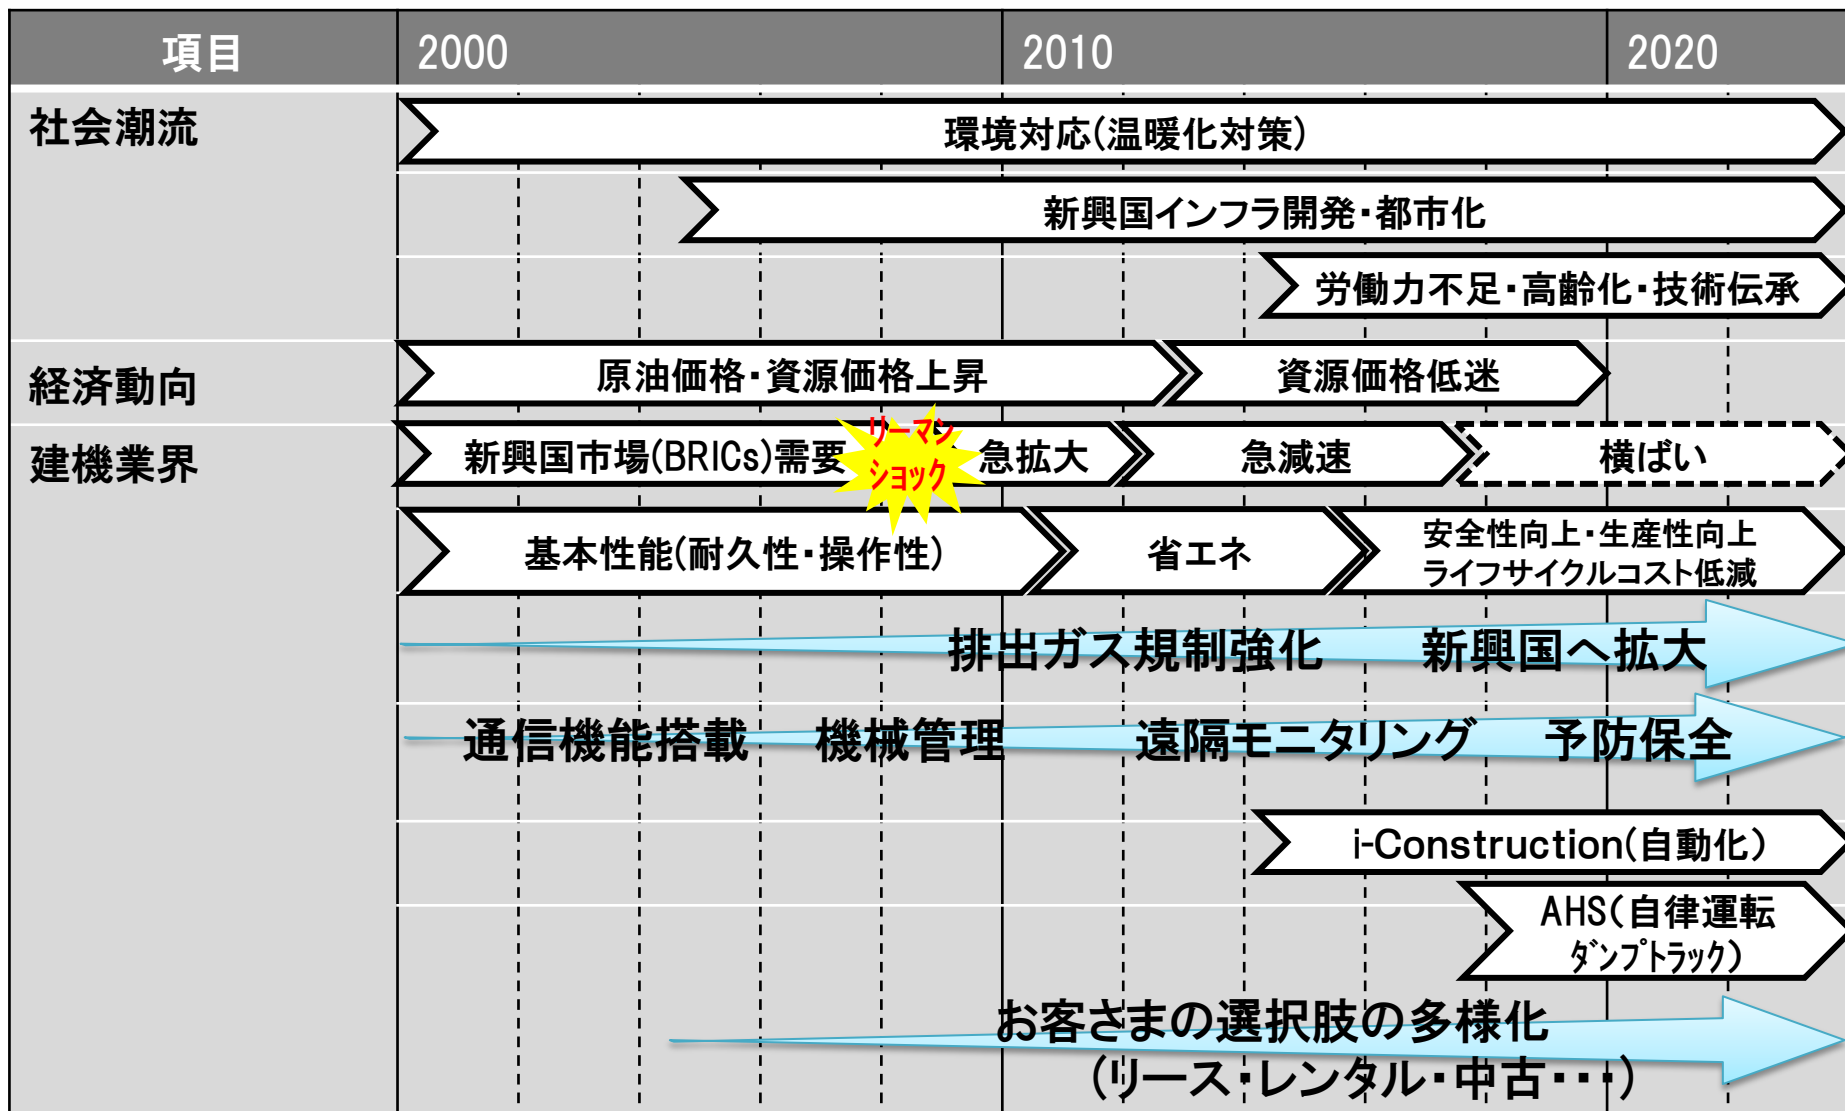 項目
2000
2010
2020
社会潮流
環境対応(温暖化対策)
新興国インフラ開発・都市化
労働力不足・高齢化・技術伝承
経済動向
原油価格・資源価格上昇
資源価格低迷
建機業界
新興国市場(BRICs)需要
リーマン
ショック
急拡大
急減速
横ばい
基本性能(耐久性・操作性)
省エネ
安全性向上・生産性向上
ライフサイクルコスト低減
排出ガス規制強化
新興国へ拡大
通信機能搭載
機械管理
遠隔モニタリング
予防保全
i-Construction(自動化)
AHS(自律運転
ダンプトラック)
お客さまの選択肢の多様化
(リース・レンタル・中古・・・)